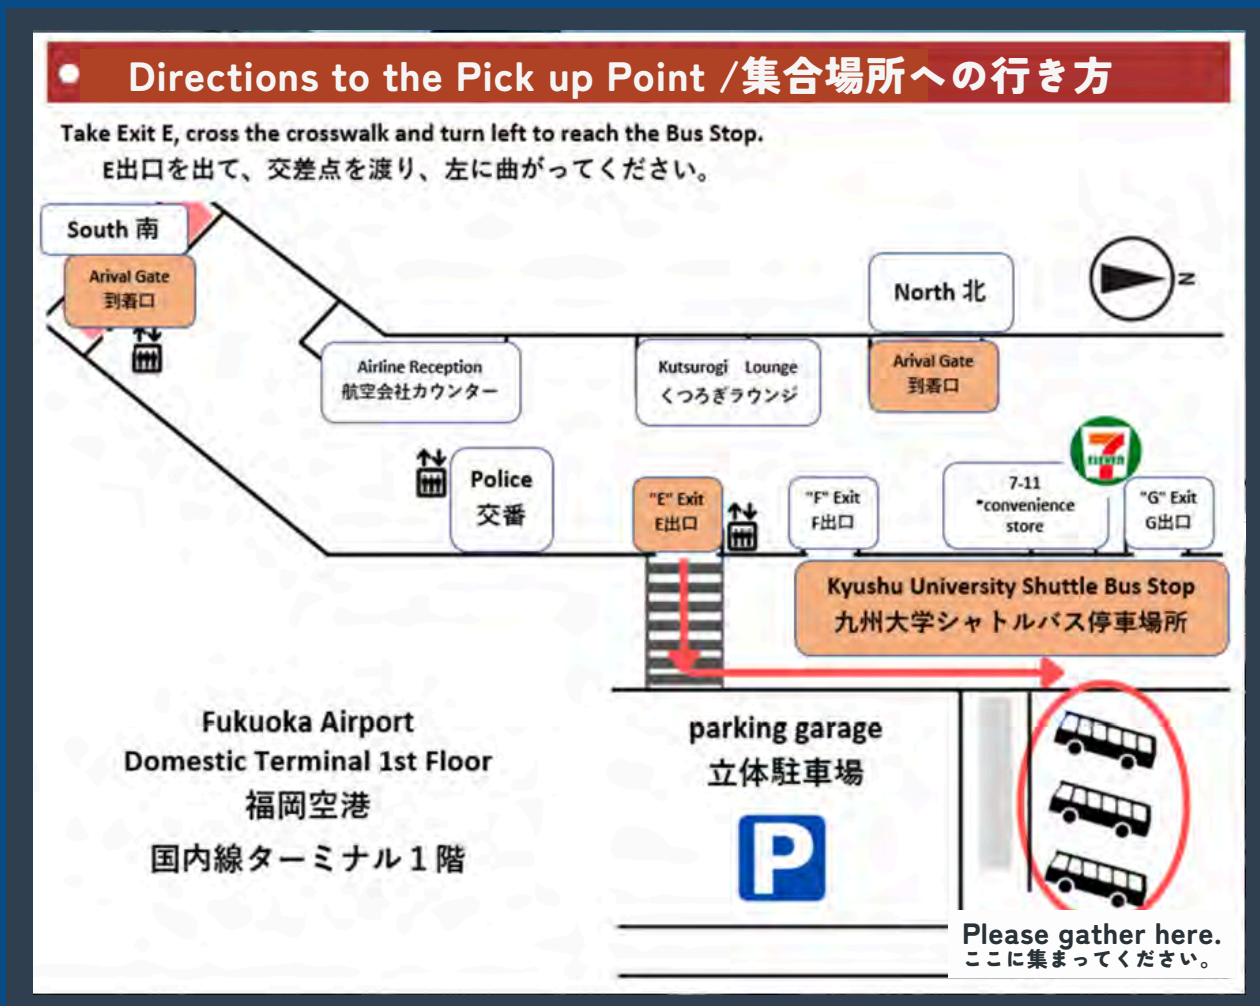 Directions to the Pick up Point /集合場所への行き方
Take Exit E, cross the crosswalk and turn left to reach the Bus Stop.
E出口を出て、交差点を渡り、左に曲がってください。
South 南
Arival Gate
到着口
North 北
N
Airline Reception
航空会社カウンター
Kutsurogi Lounge
くつろぎラウンジ
Arival Gate
到着口
Police
交番
"E" Exit
E出口
"F" Exit
F出口
7-11
*convenience
store
7
ELEVEN
"G" Exit
G出口
Kyushu University Shuttle Bus Stop
九州大学シャトルバス停車場所
Fukuoka Airport
Domestic Terminal 1st Floor
福岡空港
国内線ターミナル１階
parking garage
立体駐車場
P
Please gather here.
ここに集まってください。